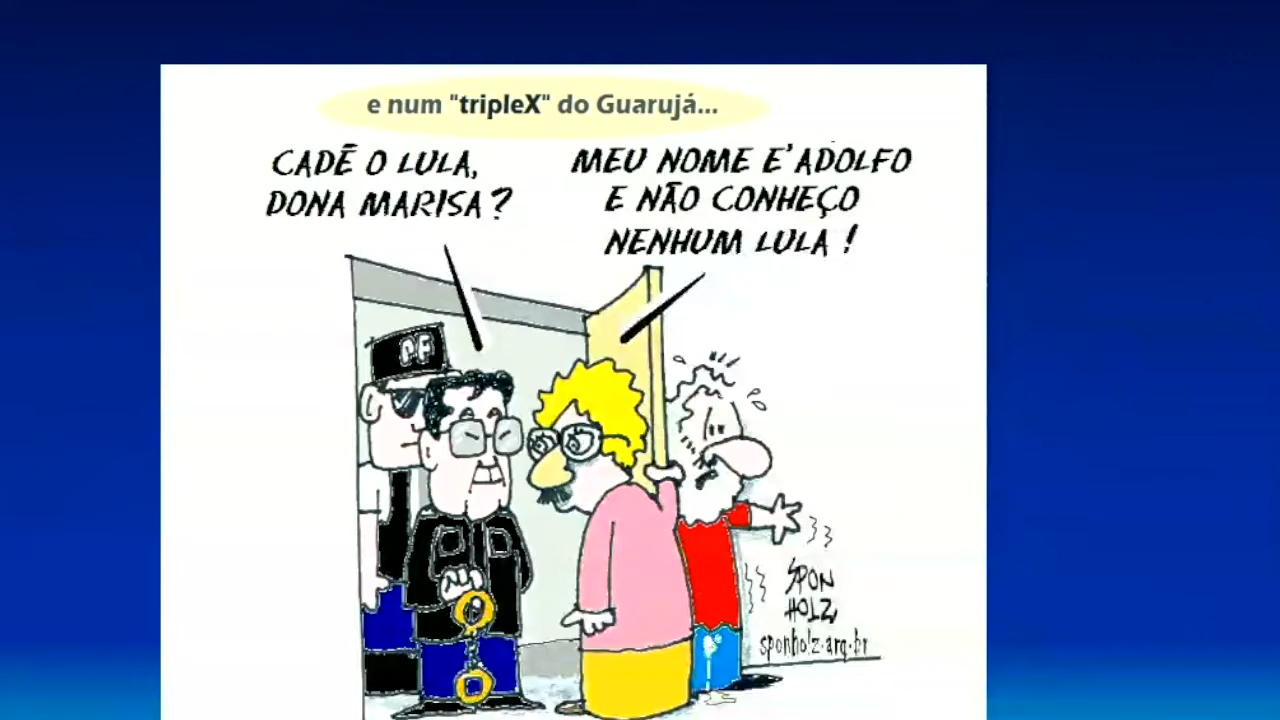 e num "tripleX" do Guarujá...
CADÊ O LULA,
DONA MARISA?
MEU NOME E' ADOLFO
E NÃO CONHEÇO
NENHUM LULA!
PF
SPON
HOLZ
sponholz.arq.br